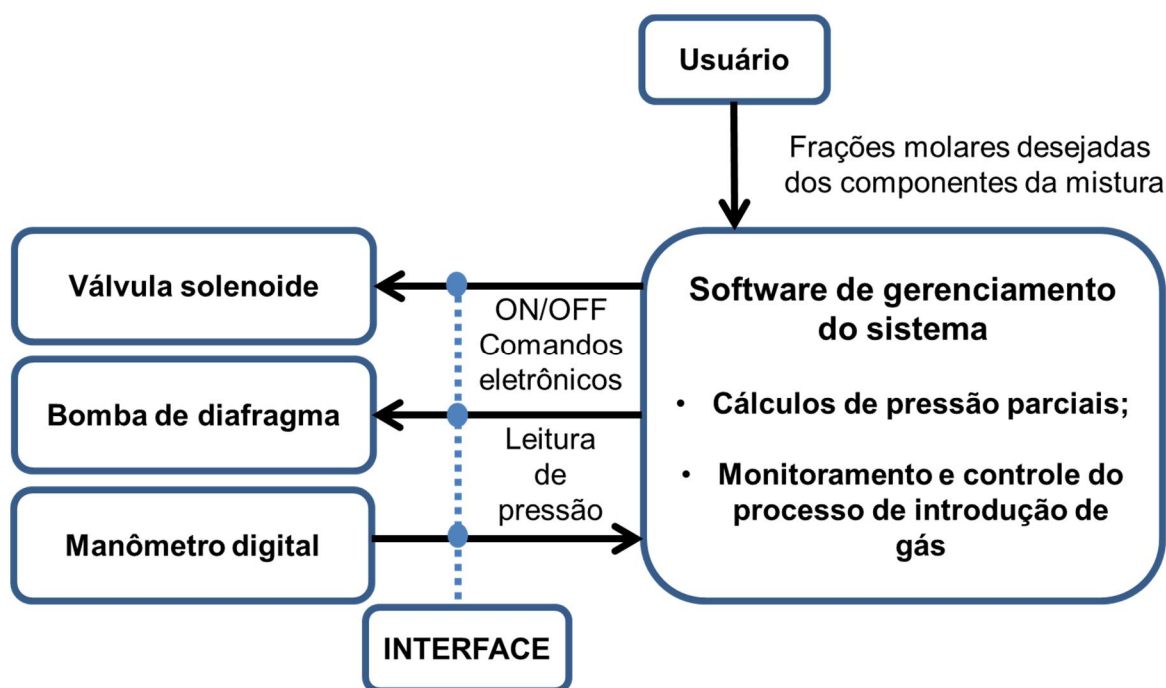 Usuário
Frações molares desejadas
dos componentes da mistura
Válvula solenoide
ON/OFF
Comandos
eletrônicos
Bomba de diafragma
Leitura
de
pressão
Manômetro digital
INTERFACE
Software de gerenciamento
do sistema
• Cálculos de pressão parciais;
• Monitoramento e controle do
processo de introdução de
gás